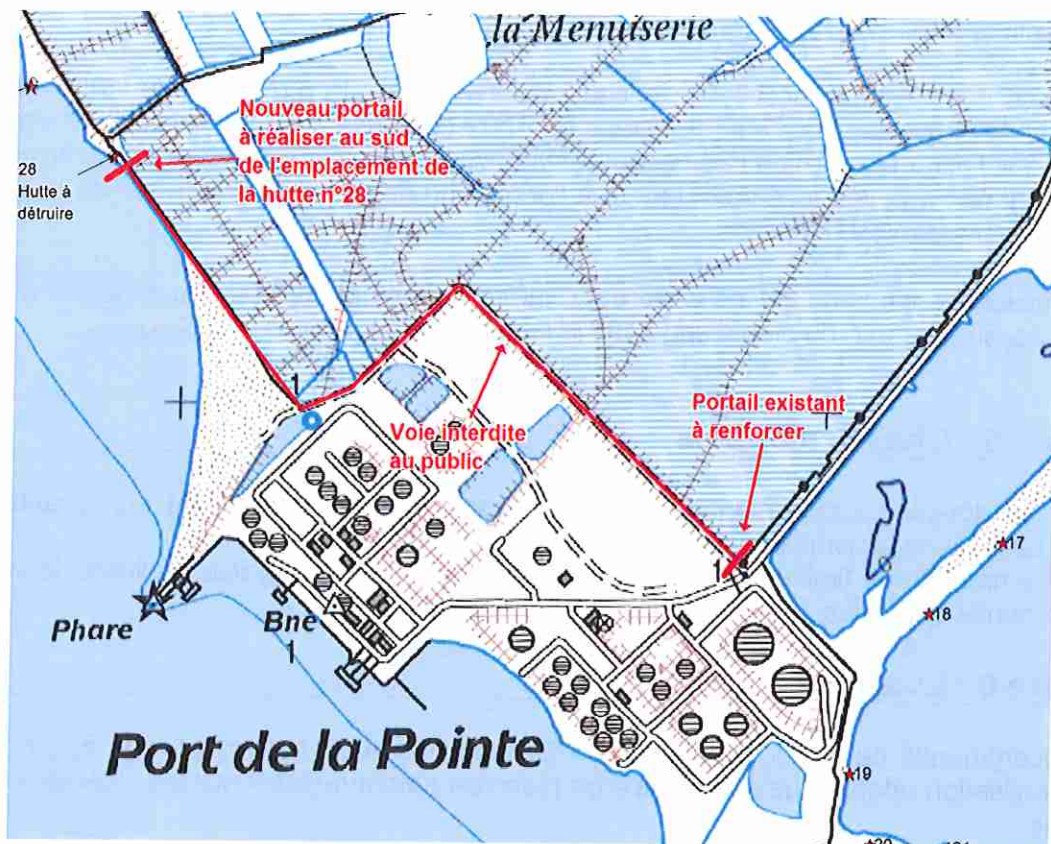 la Menuiserie
Nouveau portail
à réaliser au sud
de l'emplacement de
la hutte n°28
28
Hutte à
détruire
1
Portail existant
à renforcer
Voie interdite
au public
1
17
18
Phare
Bne
1
Port de la Pointe
19